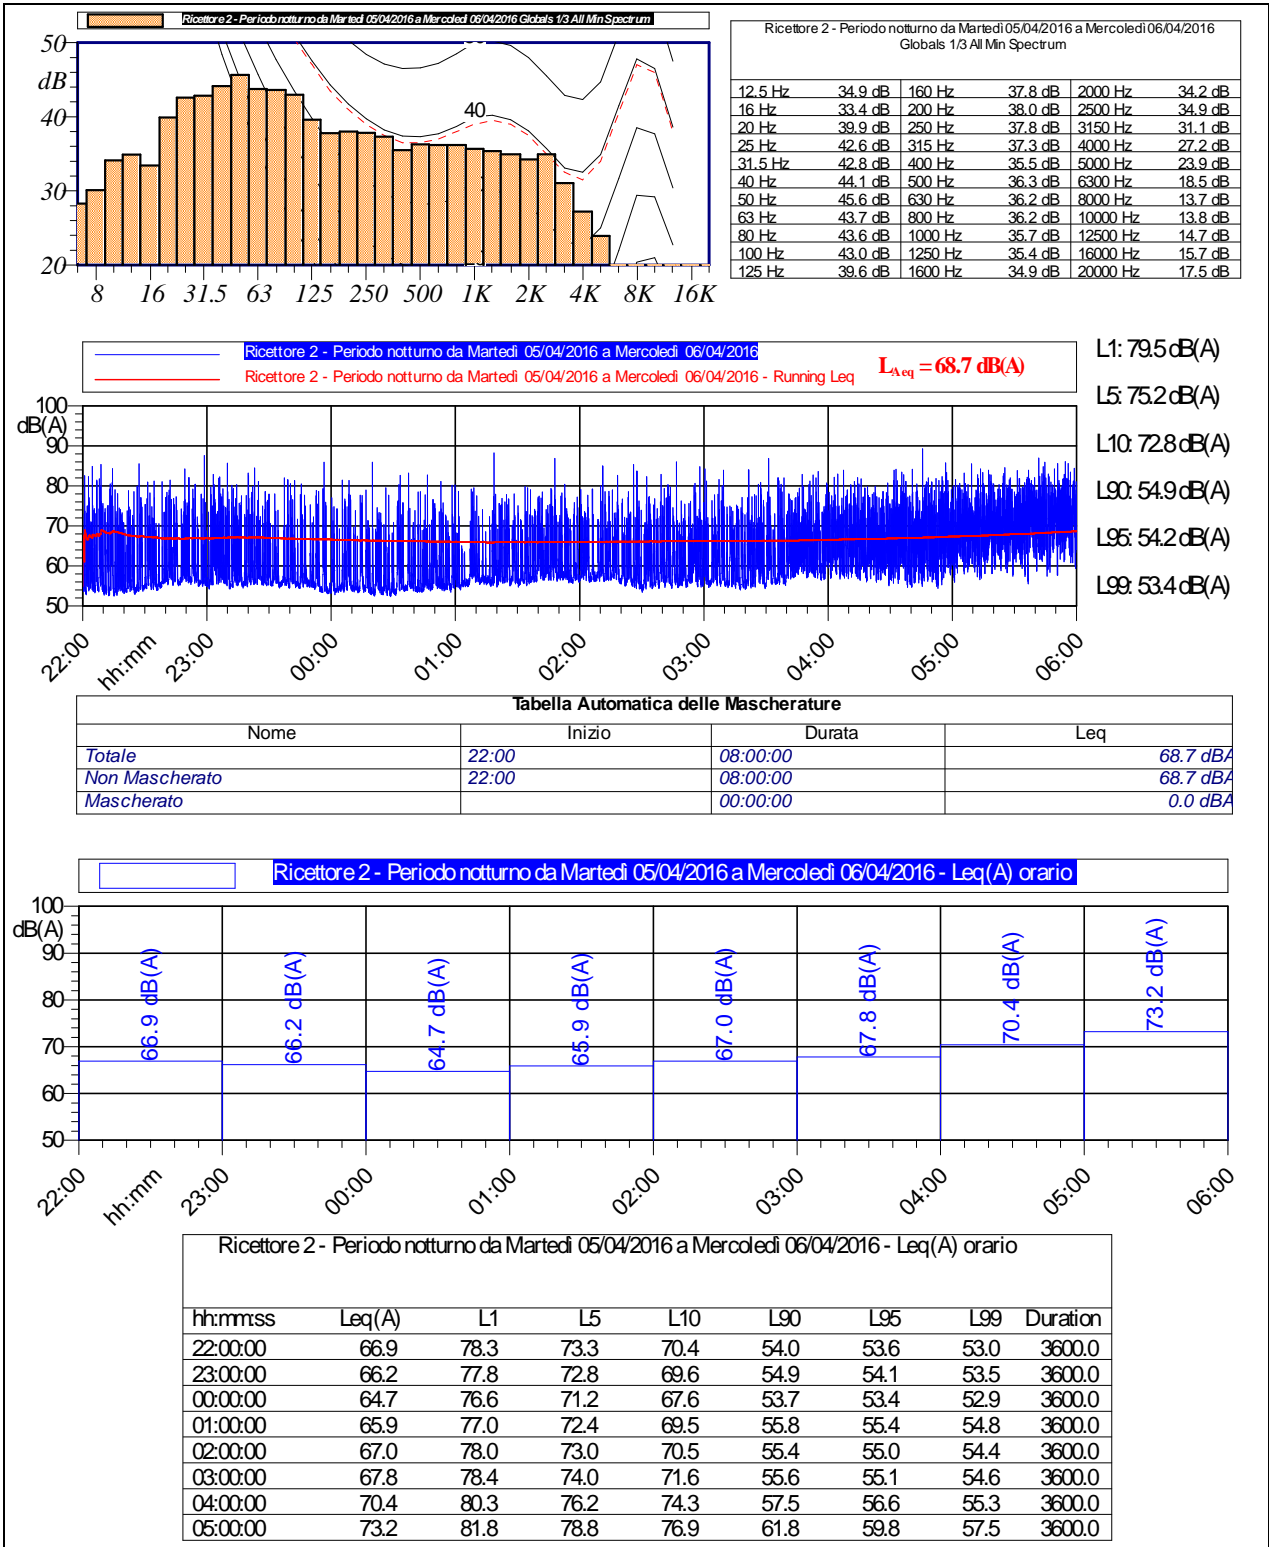 Ricettore 2 - Periodo notturno da Martedì 05/04/2016 a Mercoledì 06/04/2016 Globals 1/3 All Min Spectrum
50
dB
40
30
20
40
8 16 31.5 63 125 250 500 1K 2K 4K 8K 16K
Ricettore 2 - Periodo notturno da Martedì 05/04/2016 a Mercoledì 06/04/2016
Globals 1/3 All Min Spectrum
12.5 Hz 34.9 dB 160 Hz 37.8 dB 2000 Hz 34.2 dB
16 Hz 33.4 dB 200 Hz 38.0 dB 2500 Hz 34.9 dB
20 Hz 39.9 dB 250 Hz 37.8 dB 3150 Hz 31.1 dB
25 Hz 42.6 dB 315 Hz 37.3 dB 4000 Hz 27.2 dB
31.5 Hz 42.8 dB 400 Hz 35.5 dB 5000 Hz 23.9 dB
40 Hz 44.1 dB 500 Hz 36.3 dB 6300 Hz 18.5 dB
50 Hz 45.6 dB 630 Hz 36.2 dB 8000 Hz 13.7 dB
63 Hz 43.7 dB 800 Hz 36.2 dB 10000 Hz 13.8 dB
80 Hz 43.6 dB 1000 Hz 35.7 dB 12500 Hz 14.7 dB
100 Hz 43.0 dB 1250 Hz 35.4 dB 16000 Hz 15.7 dB
125 Hz 39.6 dB 1600 Hz 34.9 dB 20000 Hz 17.5 dB
Ricettore 2 - Periodo notturno da Martedì 05/04/2016 a Mercoledì 06/04/2016
Ricettore 2 - Periodo notturno da Martedì 05/04/2016 a Mercoledì 06/04/2016 - Running Leq
LAeq = 68.7 dB(A)
L1: 79.5 dB(A)
L5: 75.2 dB(A)
L10: 72.8 dB(A)
L90: 54.9 dB(A)
L95: 54.2 dB(A)
L99: 53.4 dB(A)
100
dB(A)
90
80
70
60
50
22:00 hh:mm 23:00 00:00 01:00 02:00 03:00 04:00 05:00 06:00
Tabella Automatica delle Mascherature
Nome Inizio Durata Leq
Totale 22:00 08:00:00 68.7 dBA
Non Mascherato 22:00 08:00:00 68.7 dBA
Mascherato 00:00:00 0.0 dBA
Ricettore 2 - Periodo notturno da Martedì 05/04/2016 a Mercoledì 06/04/2016 - Leq(A) orario
100
dB(A)
90
80
70
60
50
66.9 dB(A) 66.2 dB(A) 64.7 dB(A) 65.9 dB(A) 67.0 dB(A) 67.8 dB(A) 70.4 dB(A) 73.2 dB(A)
22:00 hh:mm 23:00 00:00 01:00 02:00 03:00 04:00 05:00 06:00
Ricettore 2 - Periodo notturno da Martedì 05/04/2016 a Mercoledì 06/04/2016 - Leq(A) orario
hh:mm:ss Leq(A) L1 L5 L10 L90 L95 L99 Duration
22:00:00 66.9 78.3 73.3 70.4 54.0 53.6 53.0 3600.0
23:00:00 66.2 77.8 72.8 69.6 54.9 54.1 53.5 3600.0
00:00:00 64.7 76.6 71.2 67.6 53.7 53.4 52.9 3600.0
01:00:00 65.9 77.0 72.4 69.5 55.8 55.4 54.8 3600.0
02:00:00 67.0 78.0 73.0 70.5 55.4 55.0 54.4 3600.0
03:00:00 67.8 78.4 74.0 71.6 55.6 55.1 54.6 3600.0
04:00:00 70.4 80.3 76.2 74.3 57.5 56.6 55.3 3600.0
05:00:00 73.2 81.8 78.8 76.9 61.8 59.8 57.5 3600.0